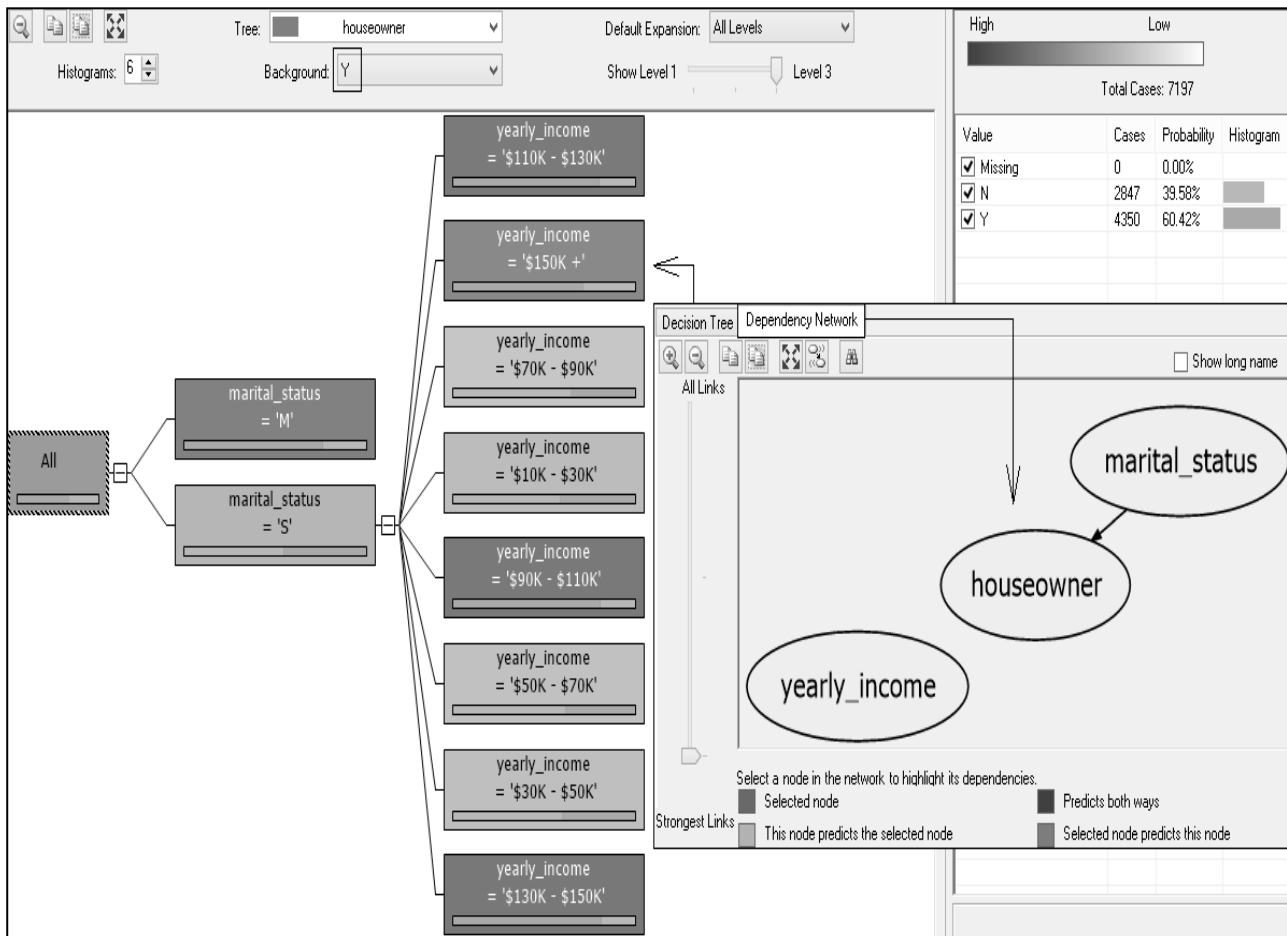 Tree: houseowner Default Expansion: All Levels
Histograms: 6 Background: Y Show Level 1 Level 3
High Low
Total Cases: 7197
Value Cases Probability Histogram
Missing 0 0.00%
N 2847 39.58%
Y 4350 60.42%
All
marital_status
= 'M'
marital_status
= 'S'
yearly_income
= '$110K - $130K'
yearly_income
= '$150K +'
yearly_income
= '$70K - $90K'
yearly_income
= '$10K - $30K'
yearly_income
= '$90K - $110K'
yearly_income
= '$50K - $70K'
yearly_income
= '$30K - $50K'
yearly_income
= '$130K - $150K'
Decision Tree Dependency Network
Show long name
All Links
marital_status
houseowner
yearly_income
Strongest Links
Select a node in the network to highlight its dependencies.
Selected node Predicts both ways
This node predicts the selected node Selected node predicts this node